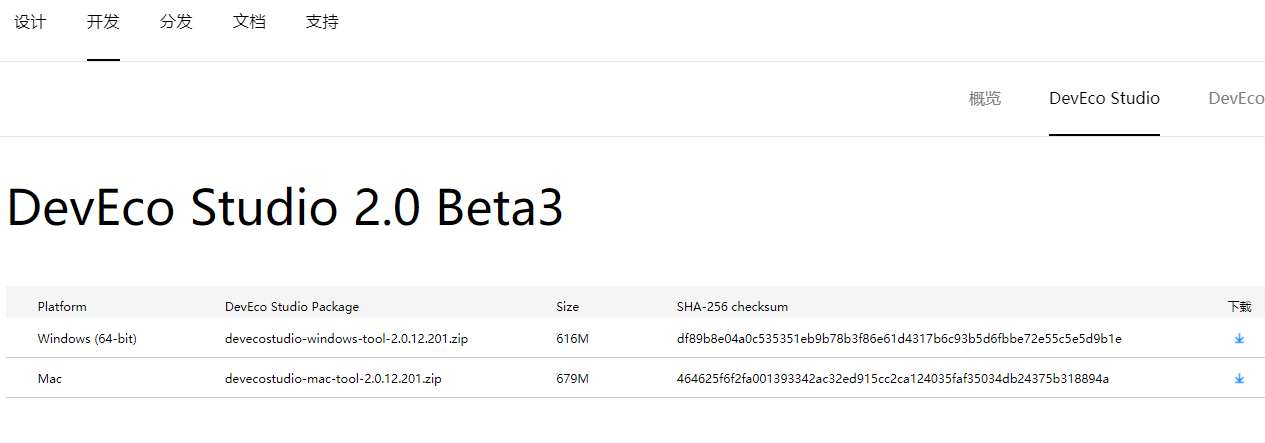 设计 开发 分发 文档 支持
概览 DevEco Studio DevEco
DevEco Studio 2.0 Beta3
Platform DevEco Studio Package Size SHA-256 checksum 下载
Windows (64-bit) devecostudio-windows-tool-2.0.12.201.zip 616M df89b8e04a0c535351eb9b78b3f86e61d4317b6c93b5d6fbbe72e55c5e5d9b1e
Mac devecostudio-mac-tool-2.0.12.201.zip 679M 464625f6f2fa001393342ac32ed915cc2ca124035faf35034db24375b318894a